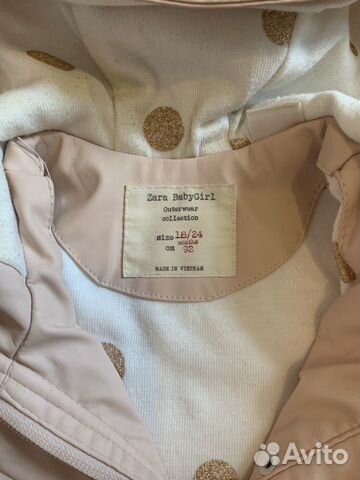 Zara BabyGirl
Outerwear
collection
size 18/24
months
cm 92
MADE IN VIETNAM
Avito